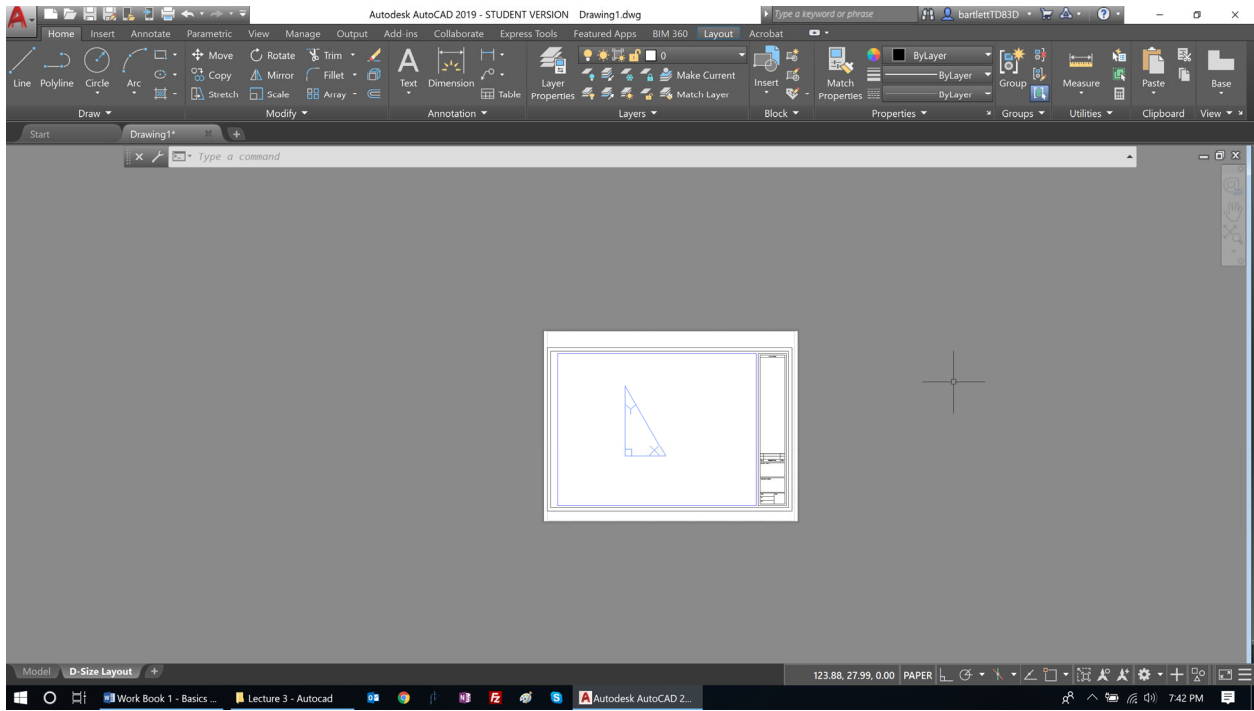 Autodesk AutoCAD 2019 - STUDENT VERSION Drawing1.dwg
Type a keyword or phrase
bartlettTD83D
Home Insert Annotate Parametric View Manage Output Add-ins Collaborate Express Tools Featured Apps BIM 360 Layout Acrobat
Line Polyline Circle Arc
Move Rotate Trim
Copy Mirror Fillet
Stretch Scale Array
Text Dimension
Table
Layer Properties
0
Make Current
Match Layer
Insert
Match Properties
ByLayer
ByLayer
ByLayer
Group
Measure
Paste
Base
Draw Modify Annotation Layers Block Properties Groups Utilities Clipboard View
Start Drawing1*
Type a command
Y
X
Model D-Size Layout
123.88, 27.99, 0.00 PAPER
Work Book 1 - Basics ... Lecture 3 - Autocad Autodesk AutoCAD 2...
7:42 PM